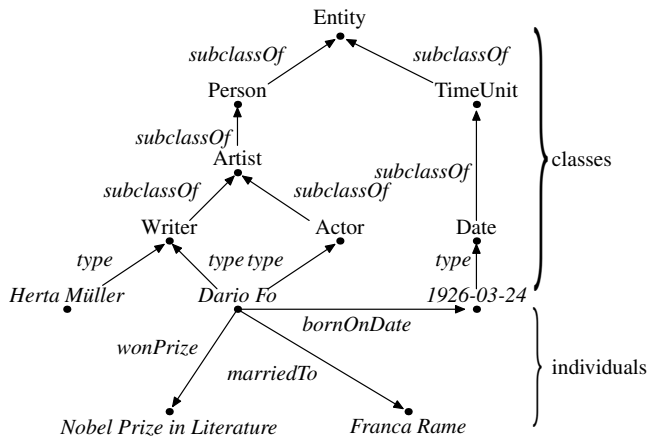 Entity
subclassOf subclassOf
Person TimeUnit
subclassOf
Artist classes
subclassOf
subclassOf subclassOf
Writer Actor Date
type type type type
Herta Müller Dario Fo 1926-03-24
bornOnDate
wonPrize
marriedTo individuals
Nobel Prize in Literature Franca Rame